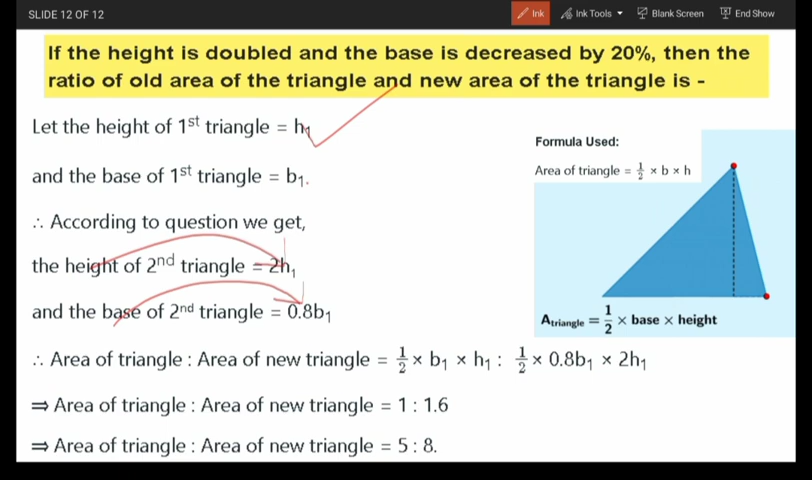 SLIDE 12 OF 12
Ink
Ink Tools
Blank Screen
End Show
If the height is doubled and the base is decreased by 20%, then the
ratio of old area of the triangle and new area of the triangle is -
Let the height of 1ˢᵗ triangle = h₁
and the base of 1ˢᵗ triangle = b₁.
∴ According to question we get,
the height of 2ⁿᵈ triangle = 2h₁
and the base of 2ⁿᵈ triangle = 0.8b₁
Formula Used:
Area of triangle = ½ × b × h
A_triangle = ½ × base × height
∴ Area of triangle : Area of new triangle = ½ × b₁ × h₁ : ½ × 0.8b₁ × 2h₁
⇒ Area of triangle : Area of new triangle = 1 : 1.6
⇒ Area of triangle : Area of new triangle = 5 : 8.